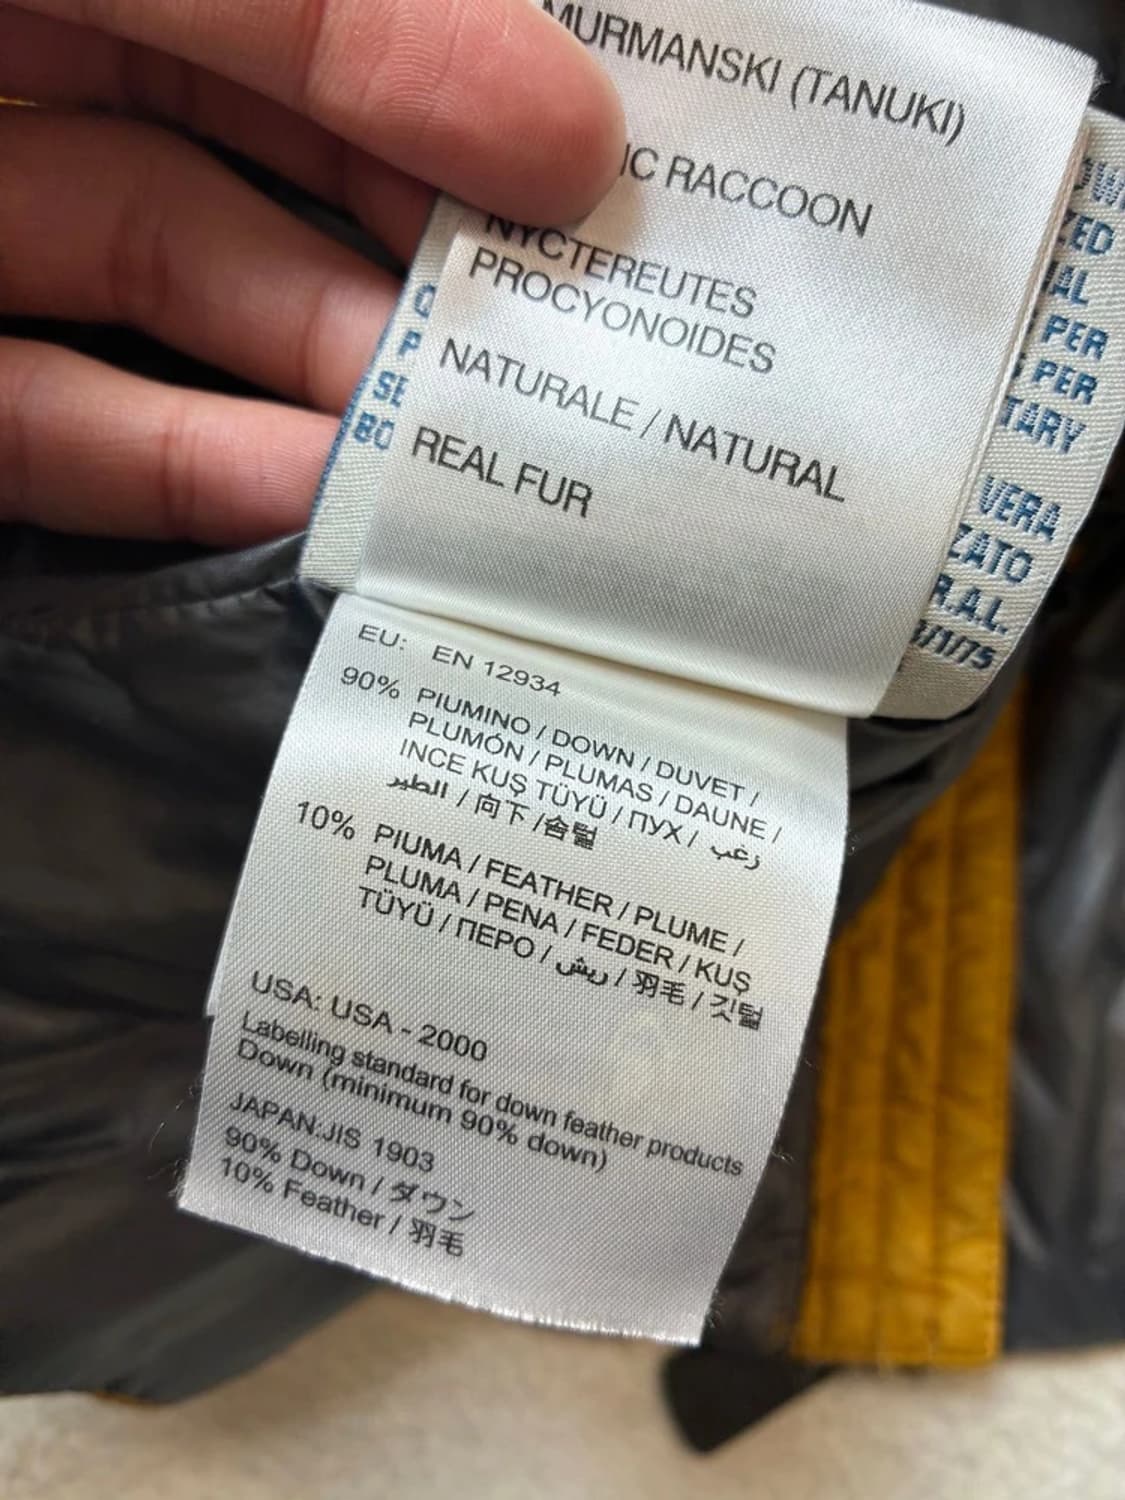 MURMANSKI (TANUKI)
RACCOON
NYCTEREUTES
PROCYONOIDES
NATURALE / NATURAL
REAL FUR
PER
PER
VERA
R.A.L.
EU: EN 12934
90% PIUMINO / DOWN / DUVET /
PLUMÓN / PLUMAS / DAUNE /
INCE KUŞ TÜYÜ / ПУХ / زغب
الطير / 向下 /솜털
10% PIUMA / FEATHER / PLUME /
PLUMA / PENA / FEDER / KUŞ
TÜYÜ / ПЕРО / ريش / 羽毛 / 깃털
USA: USA - 2000
Labelling standard for down feather products
Down (minimum 90% down)
JAPAN:JIS 1903
90% Down / ダウン
10% Feather / 羽毛